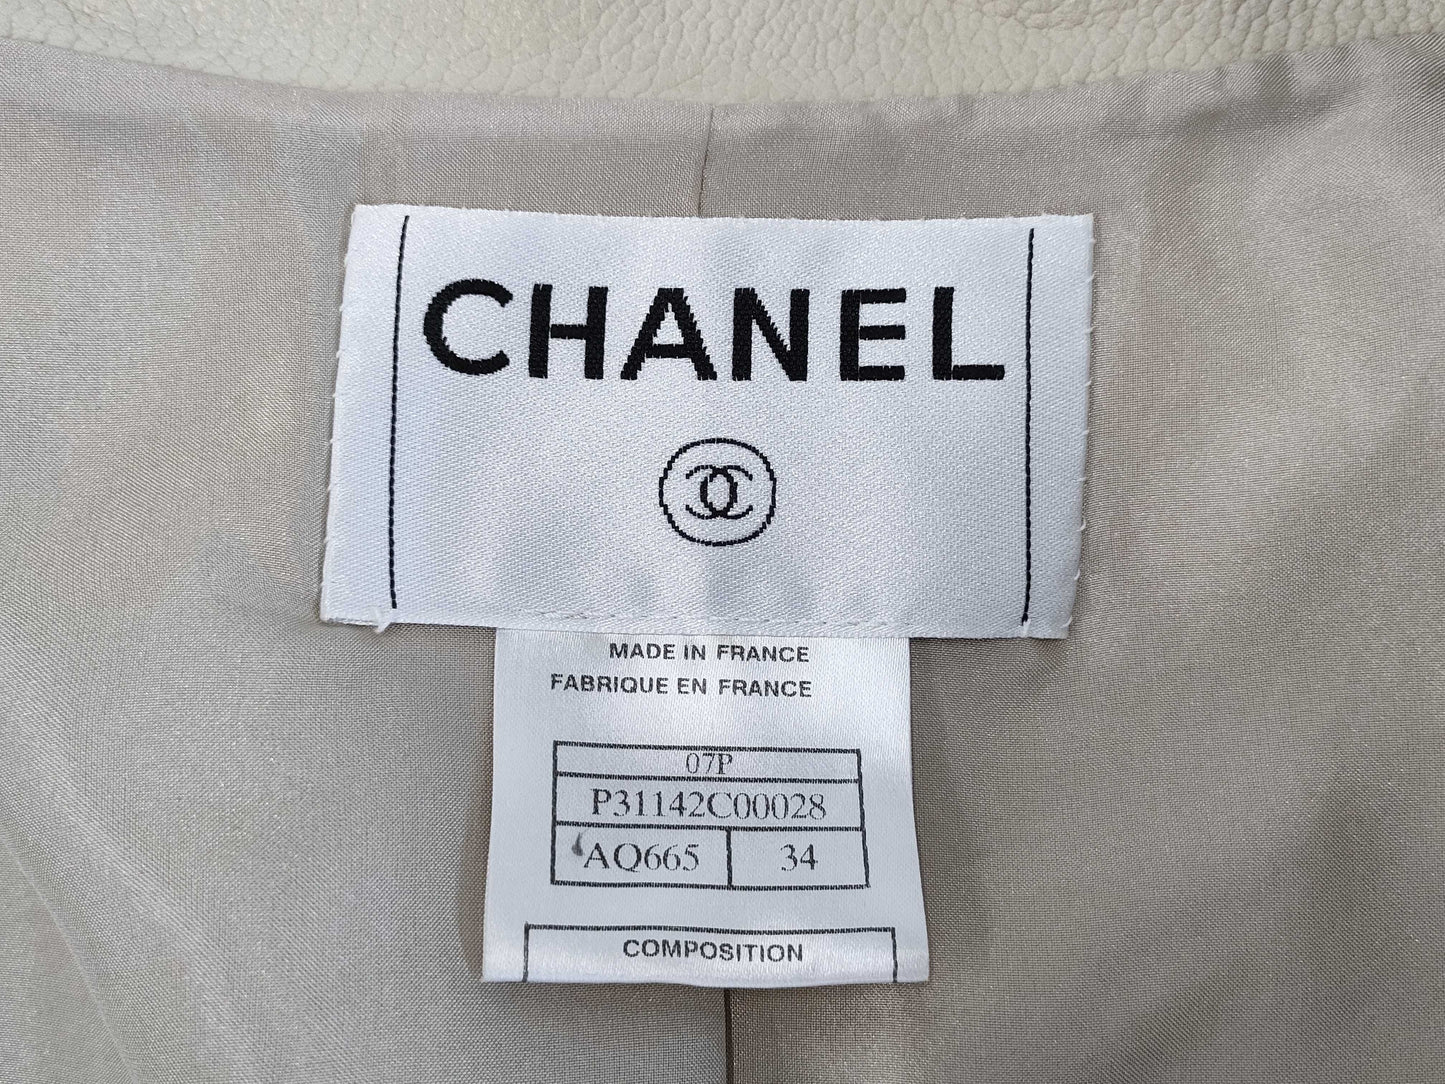 CHANEL
MADE IN FRANCE
FABRIQUE EN FRANCE
07P
P31142C00028
AQ665 34
COMPOSITION